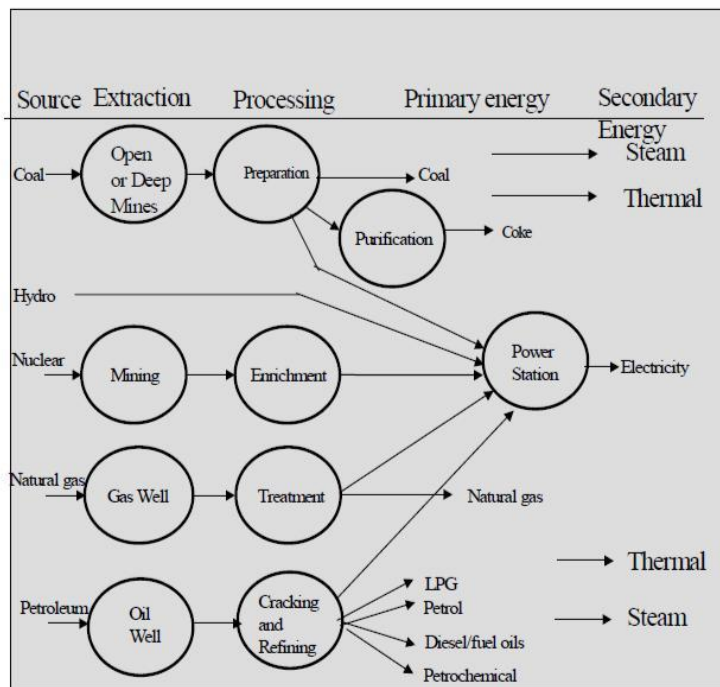 Source Extraction Processing Primary energy Secondary
Energy
Coal
Open
or Deep
Mines
Preparation
Coal
Steam
Thermal
Purification
Coke
Hydro
Nuclear
Mining
Enrichment
Power
Station
Electricity
Natural gas
Gas Well
Treatment
Natural gas
Petroleum
Oil
Well
Cracking
and
Refining
LPG
Petrol
Diesel/fuel oils
Petrochemical
Thermal
Steam